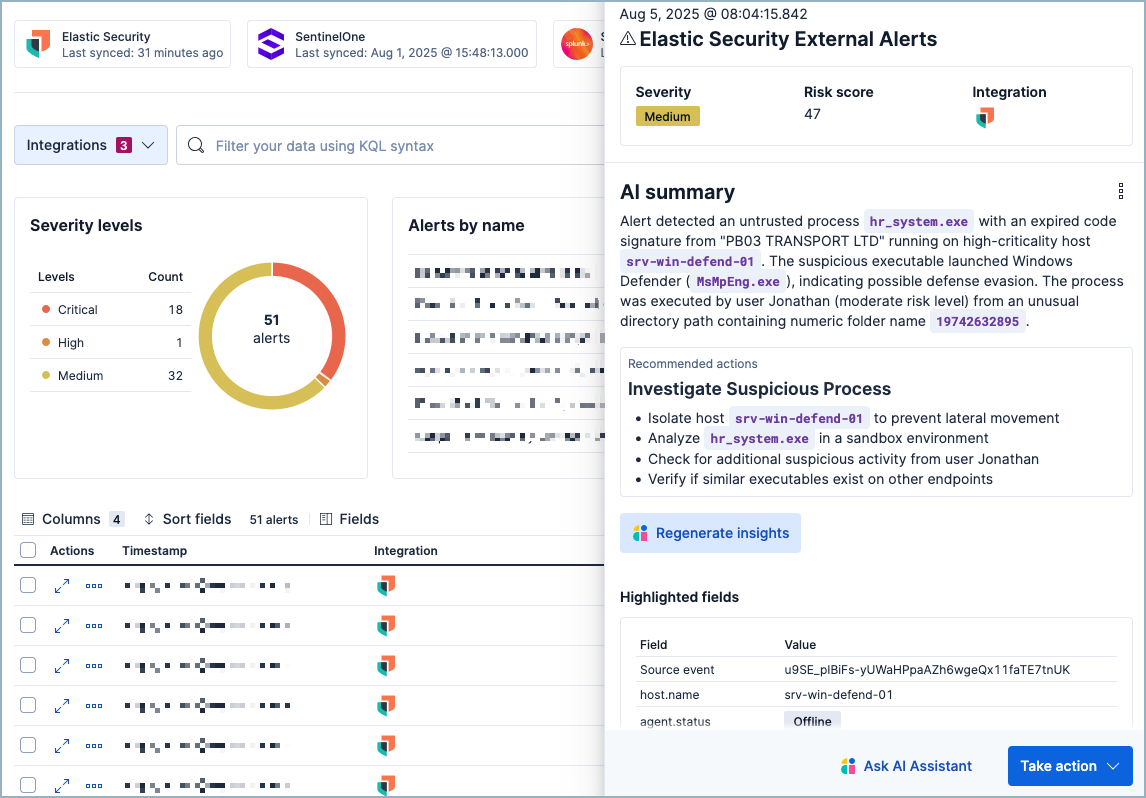 Elastic Security
Last synced: 31 minutes ago
SentinelOne
Last synced: Aug 1, 2025 @ 15:48:13.000
splunk>
Integrations 3
Filter your data using KQL syntax
Severity levels
Levels Count
Critical 18
High 1
Medium 32
51
alerts
Alerts by name
Columns 4 Sort fields 51 alerts Fields
Actions Timestamp Integration
Aug 5, 2025 @ 08:04:15.842
Elastic Security External Alerts
Severity Risk score Integration
Medium 47
AI summary
Alert detected an untrusted process hr_system.exe with an expired code
signature from "PB03 TRANSPORT LTD" running on high-criticality host
srv-win-defend-01. The suspicious executable launched Windows
Defender (MsMpEng.exe), indicating possible defense evasion. The process
was executed by user Jonathan (moderate risk level) from an unusual
directory path containing numeric folder name 19742632895.
Recommended actions
Investigate Suspicious Process
• Isolate host srv-win-defend-01 to prevent lateral movement
• Analyze hr_system.exe in a sandbox environment
• Check for additional suspicious activity from user Jonathan
• Verify if similar executables exist on other endpoints
Regenerate insights
Highlighted fields
Field Value
Source event u9SE_plBiFs-yUWaHPpaAZh6wgeQx11faTE7tnUK
host.name srv-win-defend-01
agent.status Offline
Ask AI Assistant
Take action